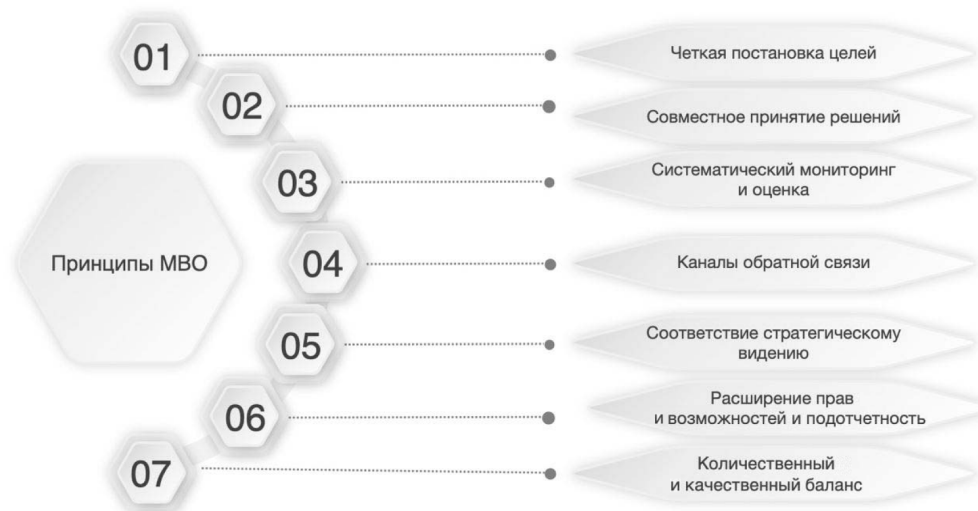 01
Четкая постановка целей
02
Совместное принятие решений
03
Систематический мониторинг
и оценка
Принципы МВО
04
Каналы обратной связи
05
Соответствие стратегическому
видению
06
Расширение прав
и возможностей и подотчетность
07
Количественный
и качественный баланс